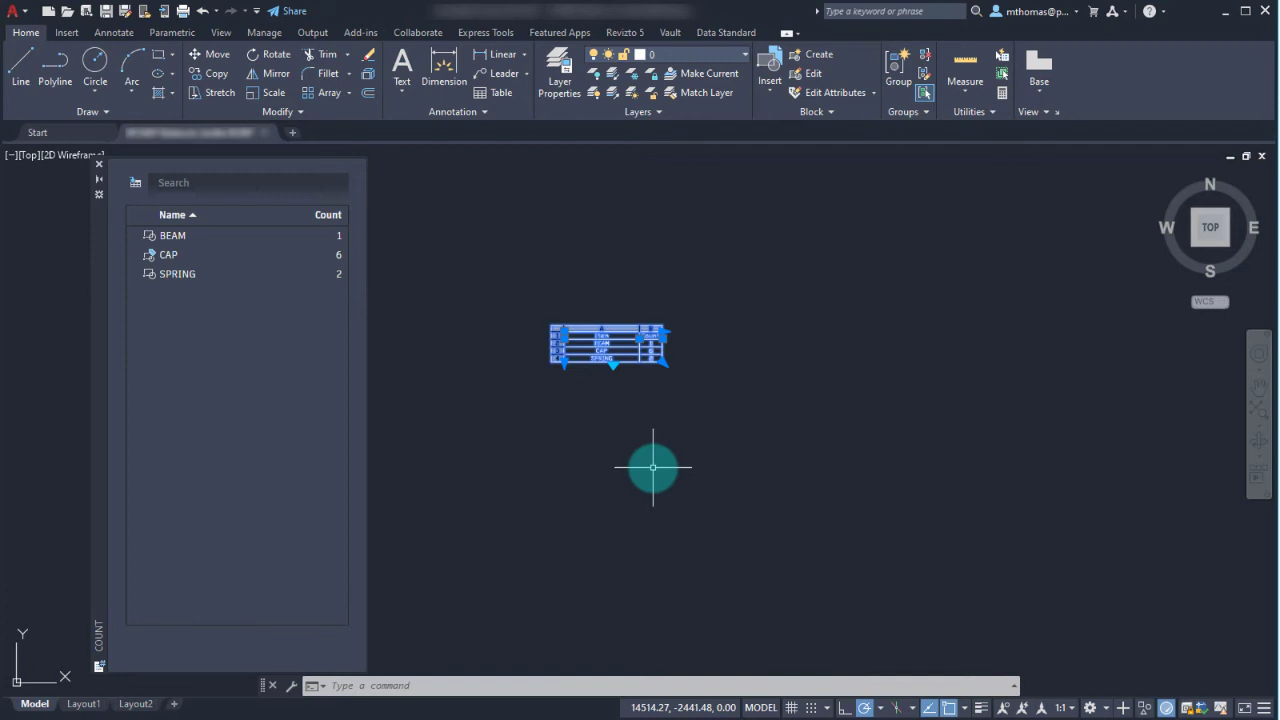 Share
Type a keyword or phrase
mthomas@p...
Home Insert Annotate Parametric View Manage Output Add-ins Collaborate Express Tools Featured Apps Revizto 5 Vault Data Standard
Line Polyline Circle Arc
Move Rotate Trim
Copy Mirror Fillet
Stretch Scale Array
Text Dimension
Linear
Leader
Table
Layer Properties
0
Make Current
Match Layer
Insert
Create
Edit
Edit Attributes
Group
Measure
Base
Draw Modify Annotation Layers Block Groups Utilities View
Start
[−][Top][2D Wireframe]
Search
Name Count
BEAM 1
CAP 6
SPRING 2
COUNT
Item
BEAM
CAP
SPRING
N
W TOP E
S
WCS
Y
X
Type a command
Model Layout1 Layout2
14514.27, -2441.48, 0.00 MODEL
1:1